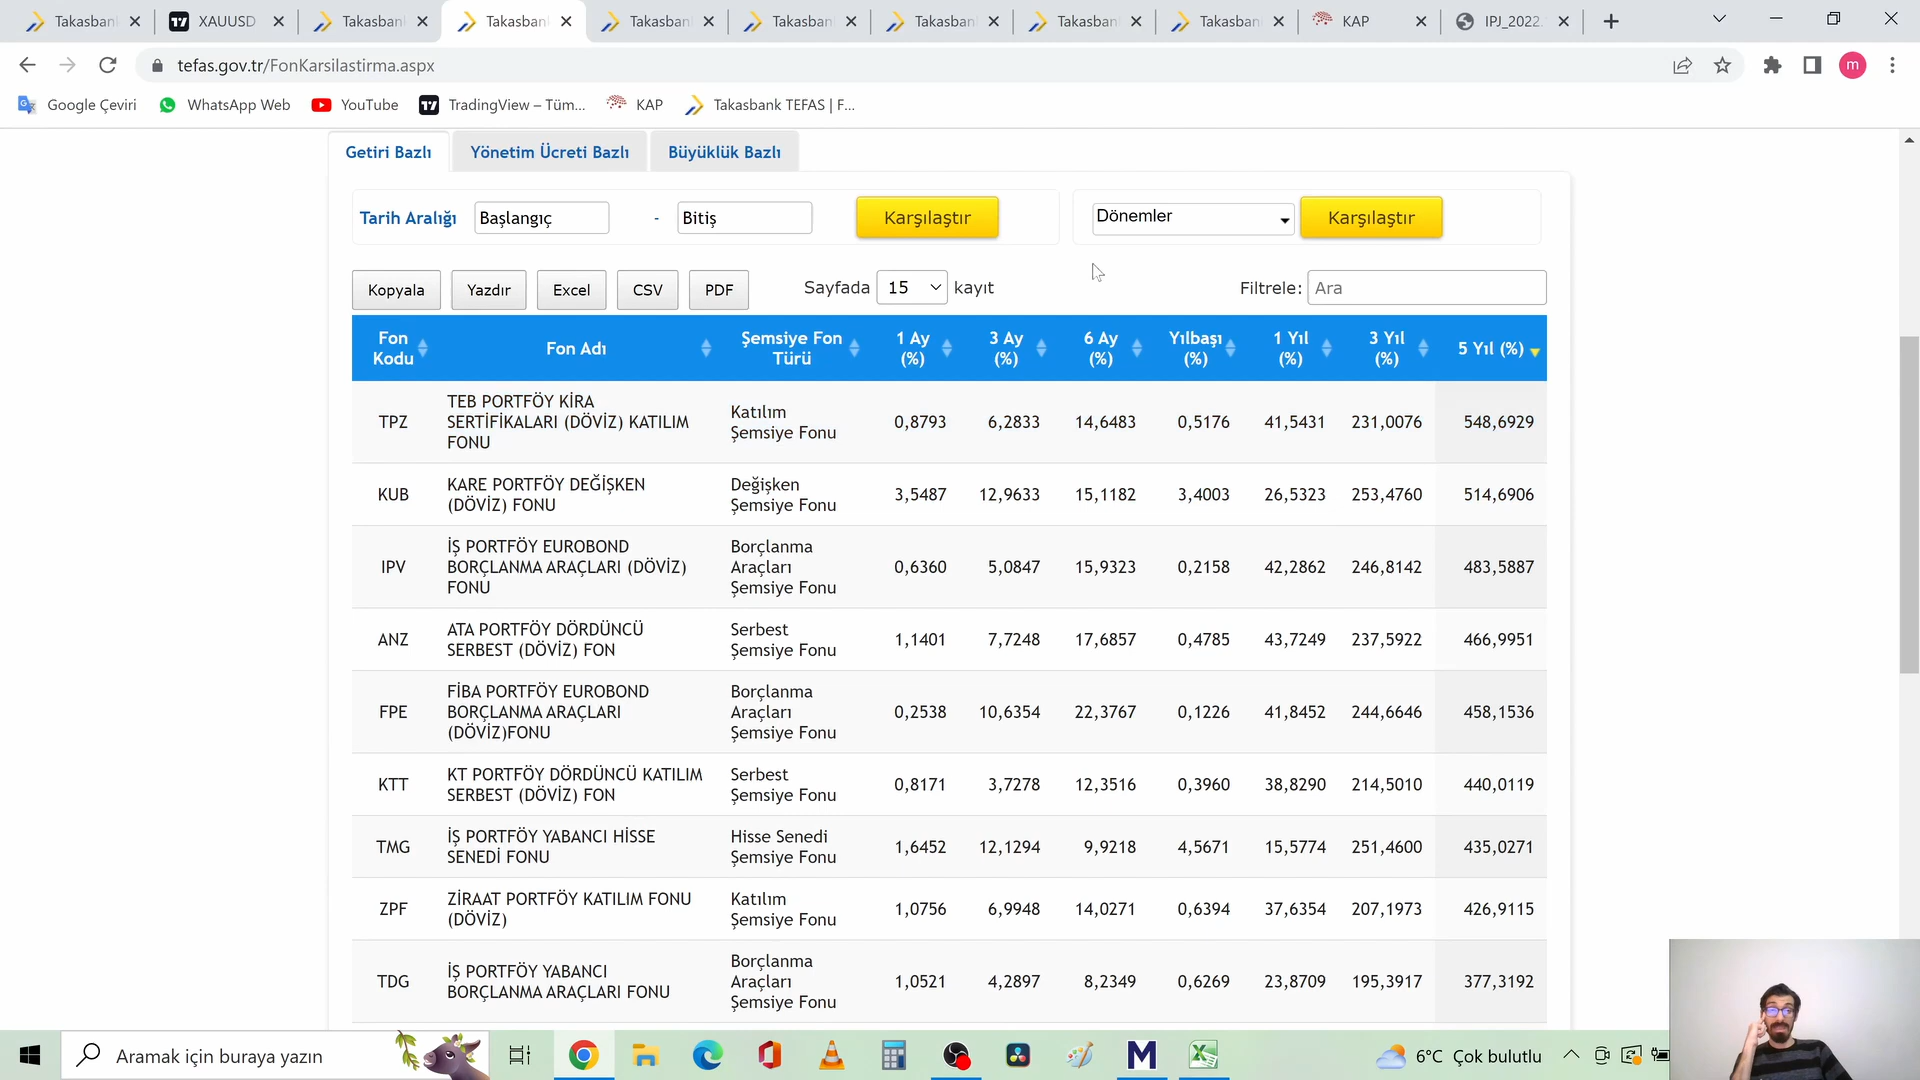 Takasban
XAUUSD
Takasban
Takasban
Takasban
Takasban
Takasban
Takasban
Takasban
KAP
IPJ_2022.
tefas.gov.tr/FonKarsilastirma.aspx
m
Google Çeviri
WhatsApp Web
YouTube
TradingView – Tüm...
KAP
Takasbank TEFAS | F...
Getiri Bazlı
Yönetim Ücreti Bazlı
Büyüklük Bazlı
Tarih Aralığı
Başlangıç
-
Bitiş
Karşılaştır
Dönemler
Karşılaştır
Kopyala
Yazdır
Excel
CSV
PDF
Sayfada 15 kayıt
Filtrele: Ara
Fon Kodu
Fon Adı
Şemsiye Fon Türü
1 Ay (%)
3 Ay (%)
6 Ay (%)
Yılbaşı (%)
1 Yıl (%)
3 Yıl (%)
5 Yıl (%)
TPZ
TEB PORTFÖY KİRA
SERTİFİKALARI (DÖVİZ) KATILIM
FONU
Katılım
Şemsiye Fonu
0,8793 6,2833 14,6483 0,5176 41,5431 231,0076 548,6929
KUB
KARE PORTFÖY DEĞİŞKEN
(DÖVİZ) FONU
Değişken
Şemsiye Fonu
3,5487 12,9633 15,1182 3,4003 26,5323 253,4760 514,6906
IPV
İŞ PORTFÖY EUROBOND
BORÇLANMA ARAÇLARI (DÖVİZ)
FONU
Borçlanma
Araçları
Şemsiye Fonu
0,6360 5,0847 15,9323 0,2158 42,2862 246,8142 483,5887
ANZ
ATA PORTFÖY DÖRDÜNCÜ
SERBEST (DÖVİZ) FON
Serbest
Şemsiye Fonu
1,1401 7,7248 17,6857 0,4785 43,7249 237,5922 466,9951
FPE
FİBA PORTFÖY EUROBOND
BORÇLANMA ARAÇLARI
(DÖVİZ)FONU
Borçlanma
Araçları
Şemsiye Fonu
0,2538 10,6354 22,3767 0,1226 41,8452 244,6646 458,1536
KTT
KT PORTFÖY DÖRDÜNCÜ KATILIM
SERBEST (DÖVİZ) FON
Serbest
Şemsiye Fonu
0,8171 3,7278 12,3516 0,3960 38,8290 214,5010 440,0119
TMG
İŞ PORTFÖY YABANCI HİSSE
SENEDİ FONU
Hisse Senedi
Şemsiye Fonu
1,6452 12,1294 9,9218 4,5671 15,5774 251,4600 435,0271
ZPF
ZİRAAT PORTFÖY KATILIM FONU
(DÖVİZ)
Katılım
Şemsiye Fonu
1,0756 6,9948 14,0271 0,6394 37,6354 207,1973 426,9115
TDG
İŞ PORTFÖY YABANCI
BORÇLANMA ARAÇLARI FONU
Borçlanma
Araçları
Şemsiye Fonu
1,0521 4,2897 8,2349 0,6269 23,8709 195,3917 377,3192
Aramak için buraya yazın
6°C Çok bulutlu